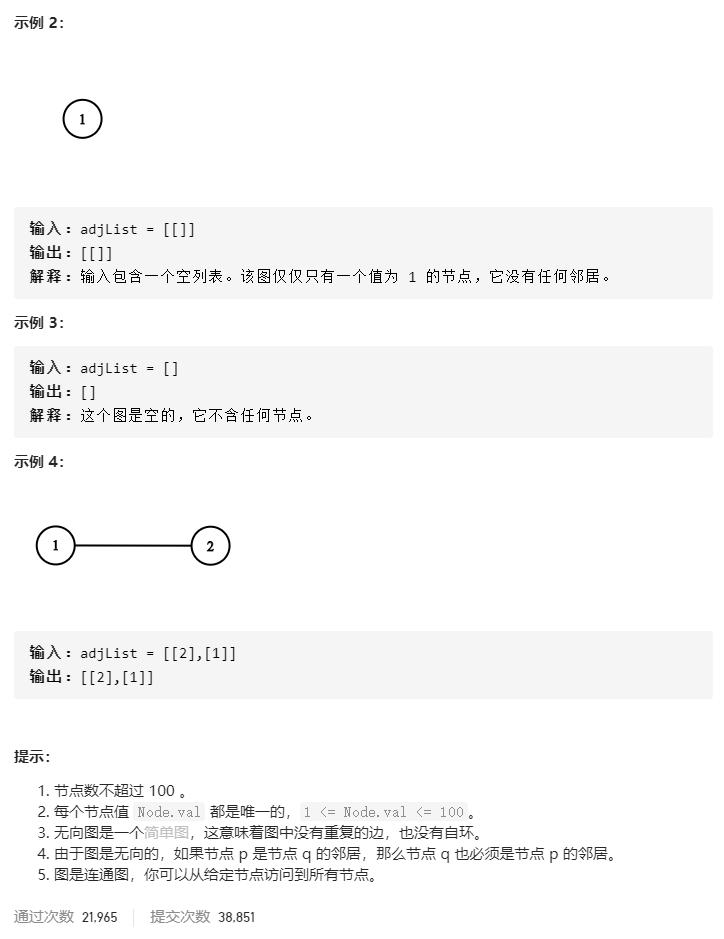 示例 2：
1
输入：adjList = [[]]
输出：[[]]
解释：输入包含一个空列表。该图仅仅只有一个值为 1 的节点，它没有任何邻居。
示例 3：
输入：adjList = []
输出：[]
解释：这个图是空的，它不含任何节点。
示例 4：
1 2
输入：adjList = [[2],[1]]
输出：[[2],[1]]
提示：
1. 节点数不超过 100 。
2. 每个节点值 Node.val 都是唯一的，1 <= Node.val <= 100。
3. 无向图是一个简单图，这意味着图中没有重复的边，也没有自环。
4. 由于图是无向的，如果节点 p 是节点 q 的邻居，那么节点 q 也必须是节点 p 的邻居。
5. 图是连通图，你可以从给定节点访问到所有节点。
通过次数 21,965 提交次数 38,851